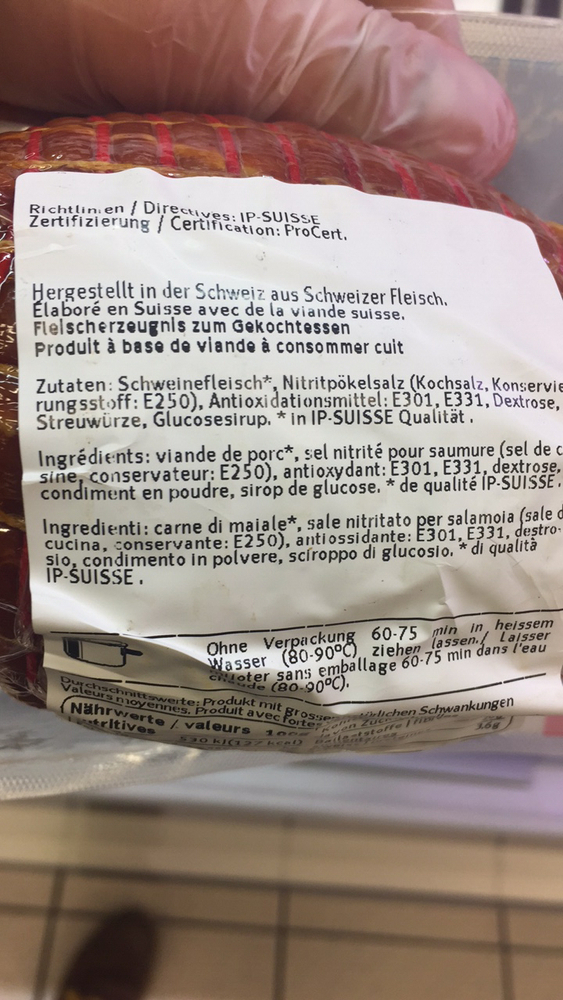 Richtlinien / Directives: IP-SUISSE
Zertifizierung / Certification: ProCert.
Hergestellt in der Schweiz aus Schweizer Fleisch.
Élaboré en Suisse avec de la viande suisse.
Fleischerzeugnis zum Gekochtessen
Produit à base de viande à consommer cuit
Zutaten: Schweinefleisch*, Nitritpökelsalz (Kochsalz, Konservie
rungsstoff: E250), Antioxidationsmittel: E301, E331, Dextrose,
Streuwürze, Glucosesirup. * in IP-SUISSE Qualität.
Ingrédients: viande de porc*, sel nitrité pour saumure (sel de c
sine, conservateur: E250), antioxydant: E301, E331, dextrose,
condiment en poudre, sirop de glucose. * de qualité IP-SUISSE.
Ingredienti: carne di maiale*, sale nitritato per salamoia (sale d
cucina, conservante: E250), antiossidante: E301, E331, destro-
sio, condimento in polvere, sciroppo di glucosio. * di qualità
IP-SUISSE.
Ohne Verpackung 60-75 min in heissem
Wasser (80-90°C) ziehen lassen./ Laisser
sans emballage 60-75 min dans l'eau
(80-90°C).
Durchschnittswerte: Produkt mit grossen Schwankungen
Valeurs moyennes. Produit avec fortes
Nährwerte / valeurs
530 kJ(127 kcal)